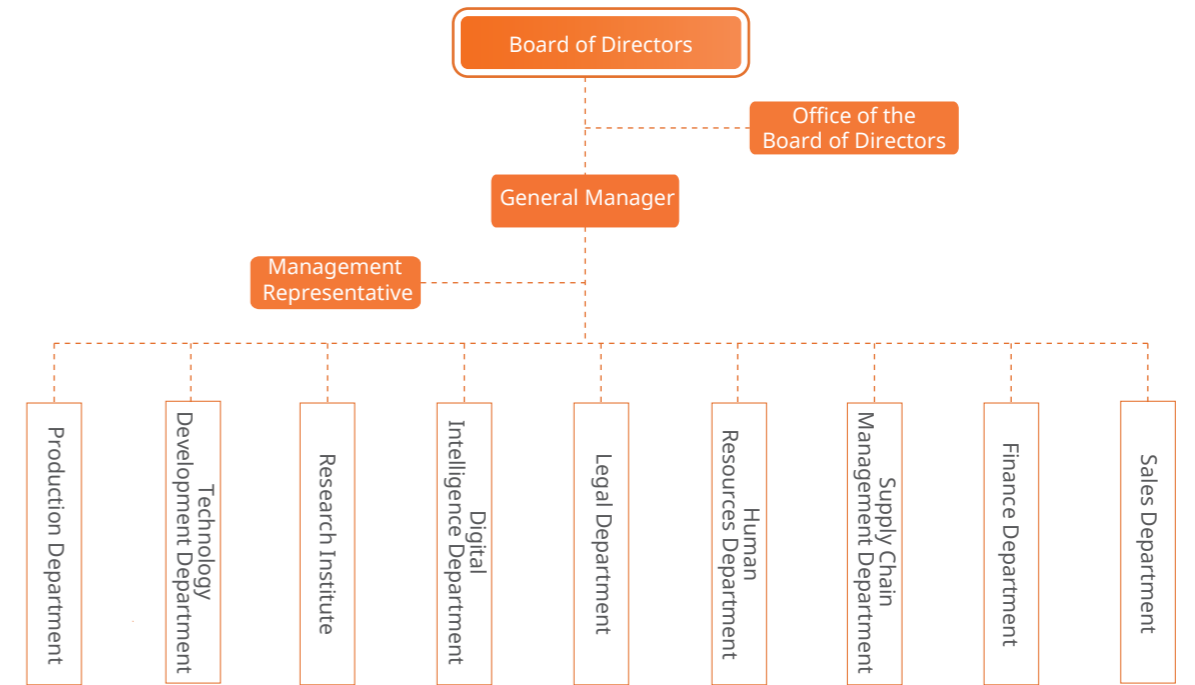 Board of Directors
Office of the
Board of Directors
General Manager
Management
Representative
Production Department
Technology
Development Department
Research Institute
Digital
Intelligence Department
Legal Department
Human
Resources Department
Supply Chain
Management Department
Finance Department
Sales Department